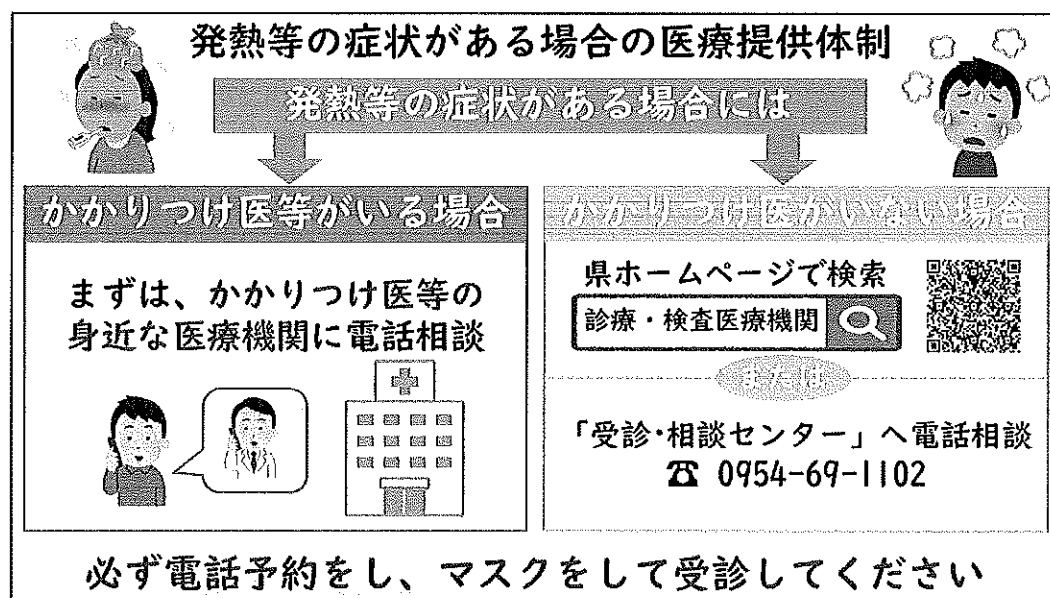 発熱等の症状がある場合の医療提供体制
発熱等の症状がある場合には
かかりつけ医等がいる場合
まずは、かかりつけ医等の
身近な医療機関に電話相談
かかりつけ医がいない場合
県ホームページで検索
診療・検査医療機関
または
「受診・相談センター」へ電話相談
☎ 0954-69-1102
必ず電話予約をし、マスクをして受診してください